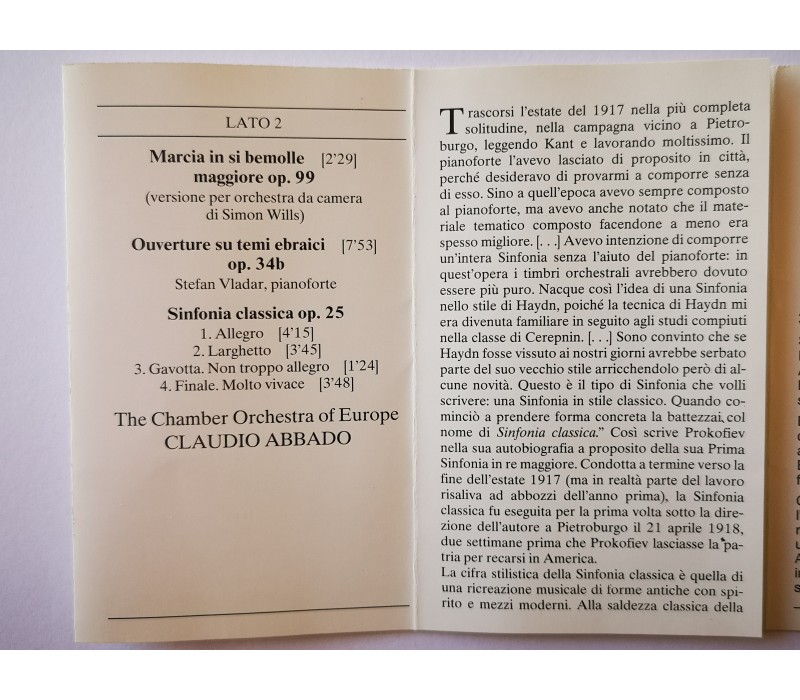 LATO 2
Marcia in si bemolle [2'29]
maggiore op. 99
(versione per orchestra da camera
di Simon Wills)
Ouverture su temi ebraici [7'53]
op. 34b
Stefan Vladar, pianoforte
Sinfonia classica op. 25
1. Allegro [4'15]
2. Larghetto [3'45]
3. Gavotta. Non troppo allegro [1'24]
4. Finale. Molto vivace [3'48]
The Chamber Orchestra of Europe
CLAUDIO ABBADO
Trascorsi l'estate del 1917 nella più completa
solitudine, nella campagna vicino a Pietro-
burgo, leggendo Kant e lavorando moltissimo. Il
pianoforte l'avevo lasciato di proposito in città,
perché desideravo di provarmi a comporre senza
di esso. Sino a quell'epoca avevo sempre composto
al pianoforte, ma avevo anche notato che il mate-
riale tematico composto facendone a meno era
spesso migliore. [. . .] Avevo intenzione di comporre
un'intera Sinfonia senza l'aiuto del pianoforte: in
quest'opera i timbri orchestrali avrebbero dovuto
essere più puro. Nacque così l'idea di una Sinfonia
nello stile di Haydn, poiché la tecnica di Haydn mi
era divenuta familiare in seguito agli studi compiuti
nella classe di Cerepnin. [. . .] Sono convinto che se
Haydn fosse vissuto ai nostri giorni avrebbe serbato
parte del suo vecchio stile arricchendolo però di al-
cune novità. Questo è il tipo di Sinfonia che volli
scrivere: una Sinfonia in stile classico. Quando co-
minciò a prendere forma concreta la battezzai col
nome di Sinfonia classica." Così scrive Prokofiev
nella sua autobiografia a proposito della sua Prima
Sinfonia in re maggiore. Condotta a termine verso la
fine dell'estate 1917 (ma in realtà parte del lavoro
risaliva ad abbozzi dell'anno prima), la Sinfonia
classica fu eseguita per la prima volta sotto la dire-
zione dell'autore a Pietroburgo il 21 aprile 1918,
due settimane prima che Prokofiev lasciasse la pa-
tria per recarsi in America.
La cifra stilistica della Sinfonia classica è quella di
una ricreazione musicale di forme antiche con spi-
rito e mezzi moderni. Alla saldezza classica della